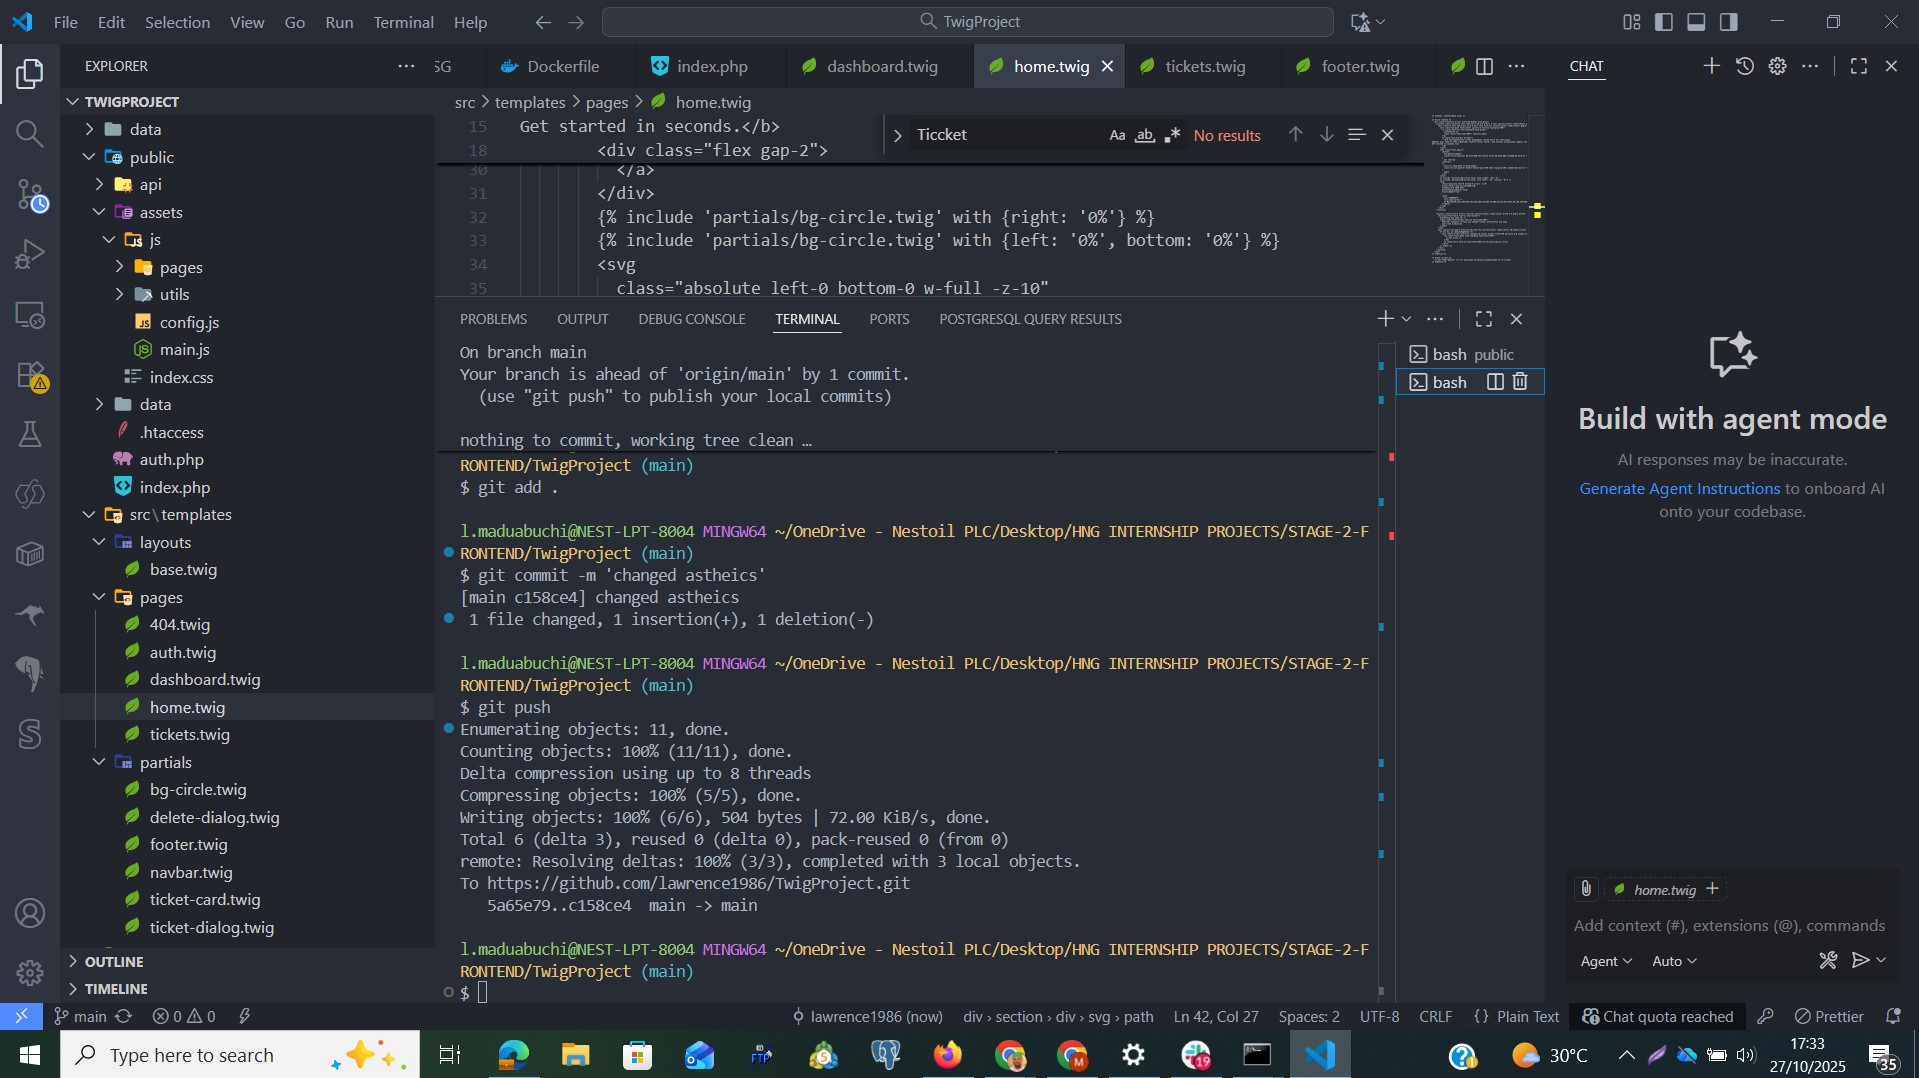 File Edit Selection View Go Run Terminal Help
TwigProject
EXPLORER
SG
Dockerfile
index.php
dashboard.twig
home.twig
tickets.twig
footer.twig
CHAT
TWIGPROJECT
data
public
api
assets
js
pages
utils
config.js
main.js
index.css
data
.htaccess
auth.php
index.php
src\templates
layouts
base.twig
pages
404.twig
auth.twig
dashboard.twig
home.twig
tickets.twig
partials
bg-circle.twig
delete-dialog.twig
footer.twig
navbar.twig
ticket-card.twig
ticket-dialog.twig
OUTLINE
TIMELINE
src > templates > pages > home.twig
15 Get started in seconds.</b>
18 <div class="flex gap-2">
30 </a>
31 </div>
32 {% include 'partials/bg-circle.twig' with {right: '0%'} %}
33 {% include 'partials/bg-circle.twig' with {left: '0%', bottom: '0%'} %}
34 <svg
35 class="absolute left-0 bottom-0 w-full -z-10"
Ticcket
Aa ab .* No results
PROBLEMS OUTPUT DEBUG CONSOLE TERMINAL PORTS POSTGRESQL QUERY RESULTS
On branch main
Your branch is ahead of 'origin/main' by 1 commit.
(use "git push" to publish your local commits)
nothing to commit, working tree clean …
RONTEND/TwigProject (main)
$ git add .
l.maduabuchi@NEST-LPT-8004 MINGW64 ~/OneDrive - Nestoil PLC/Desktop/HNG INTERNSHIP PROJECTS/STAGE-2-F
RONTEND/TwigProject (main)
$ git commit -m 'changed astheics'
[main c158ce4] changed astheics
1 file changed, 1 insertion(+), 1 deletion(-)
l.maduabuchi@NEST-LPT-8004 MINGW64 ~/OneDrive - Nestoil PLC/Desktop/HNG INTERNSHIP PROJECTS/STAGE-2-F
RONTEND/TwigProject (main)
$ git push
Enumerating objects: 11, done.
Counting objects: 100% (11/11), done.
Delta compression using up to 8 threads
Compressing objects: 100% (5/5), done.
Writing objects: 100% (6/6), 504 bytes | 72.00 KiB/s, done.
Total 6 (delta 3), reused 0 (delta 0), pack-reused 0 (from 0)
remote: Resolving deltas: 100% (3/3), completed with 3 local objects.
To https://github.com/lawrence1986/TwigProject.git
5a65e79..c158ce4 main -> main
l.maduabuchi@NEST-LPT-8004 MINGW64 ~/OneDrive - Nestoil PLC/Desktop/HNG INTERNSHIP PROJECTS/STAGE-2-F
RONTEND/TwigProject (main)
$
bash public
bash
Build with agent mode
AI responses may be inaccurate.
Generate Agent Instructions to onboard AI
onto your codebase.
home.twig
Add context (#), extensions (@), commands
Agent Auto
main 0 0
lawrence1986 (now) div > section > div > svg > path Ln 42, Col 27 Spaces: 2 UTF-8 CRLF {} Plain Text Chat quota reached Prettier
Type here to search
FTP
5
M
19
30°C
17:33
27/10/2025
35